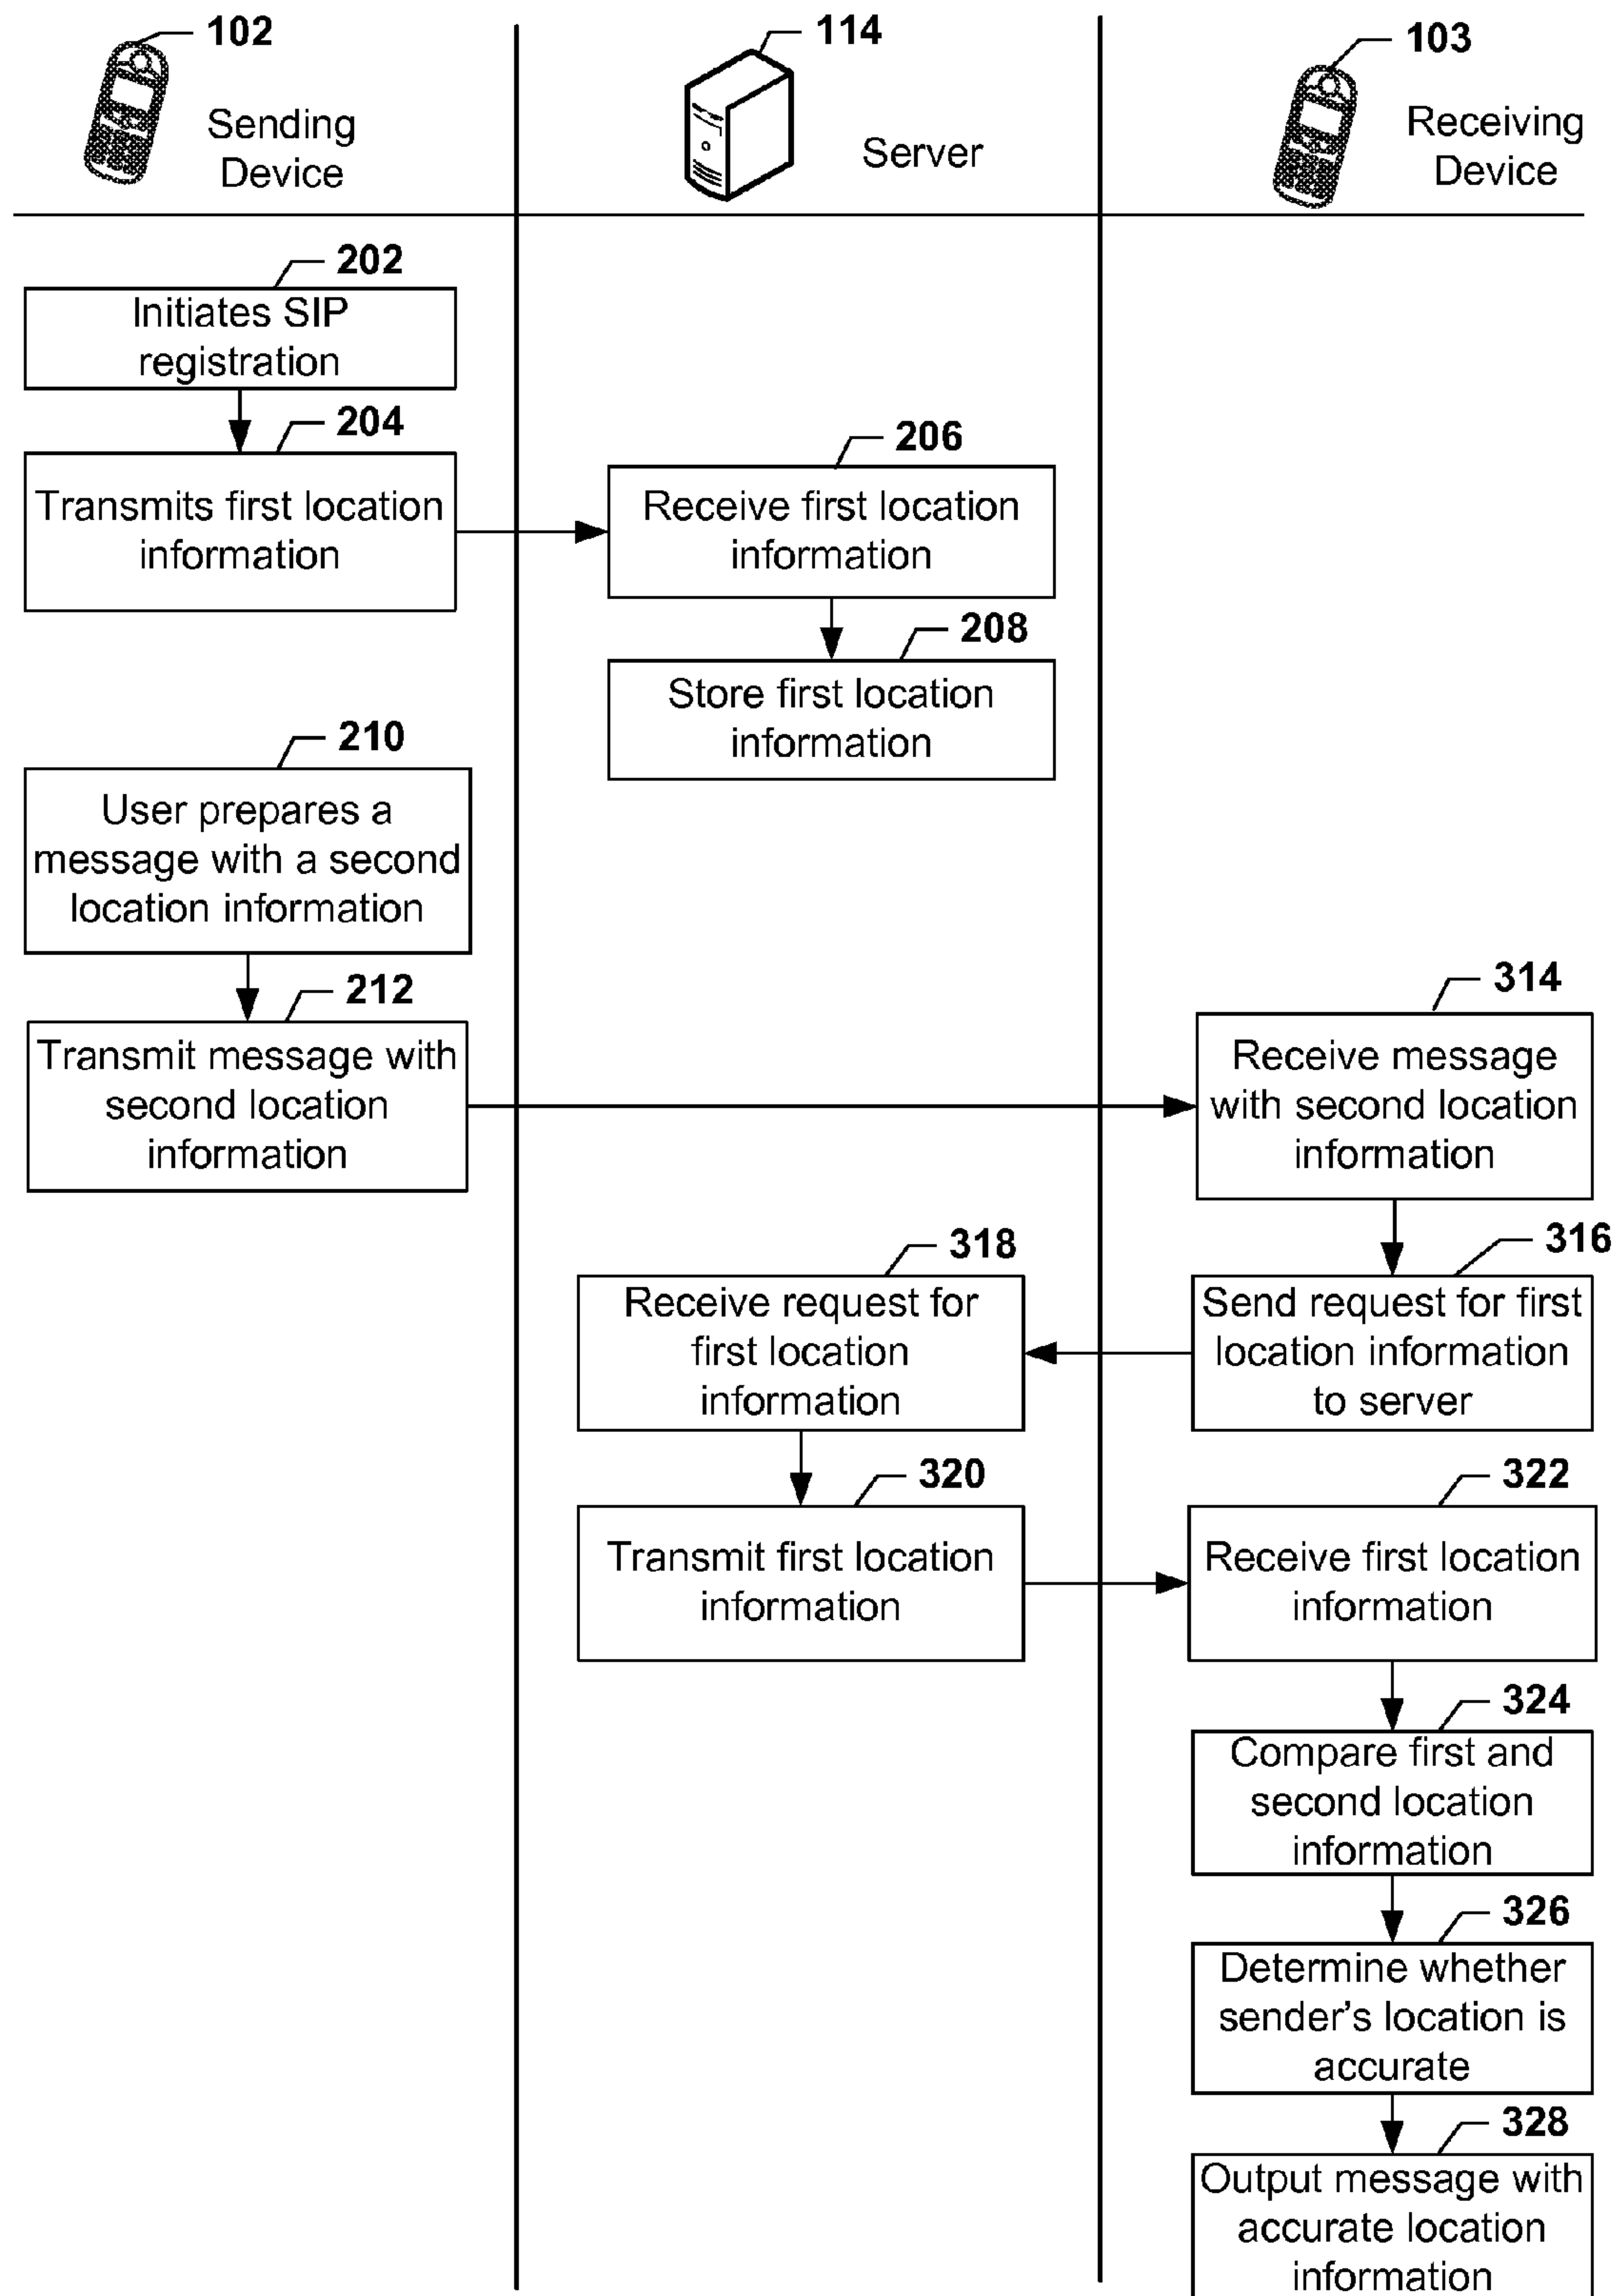 102
Sending
Device
114
Server
103
Receiving
Device
202
Initiates SIP
registration
204
Transmits first location
information
206
Receive first location
information
208
Store first location
information
210
User prepares a
message with a second
location information
212
Transmit message with
second location
information
314
Receive message
with second location
information
316
Send request for first
location information
to server
318
Receive request for
first location
information
320
Transmit first location
information
322
Receive first location
information
324
Compare first and
second location
information
326
Determine whether
sender's location is
accurate
328
Output message with
accurate location
information